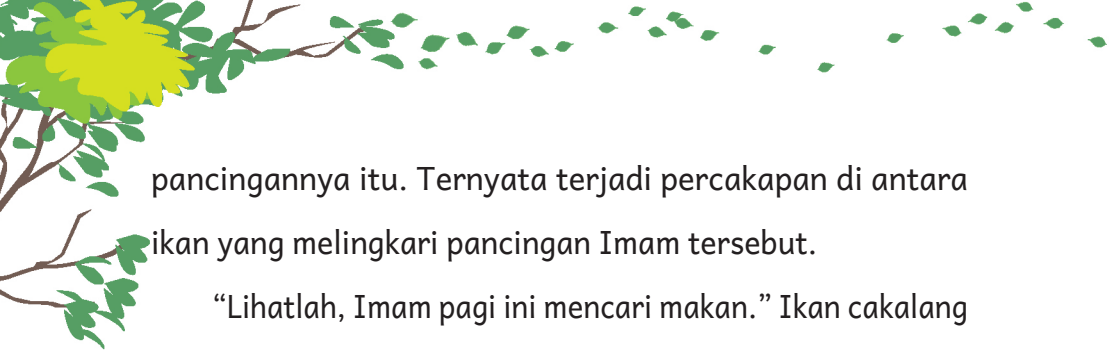 pancingannya itu. Ternyata terjadi percakapan di antara
ikan yang melingkari pancingan Imam tersebut.
“Lihatlah, Imam pagi ini mencari makan.” Ikan cakalang